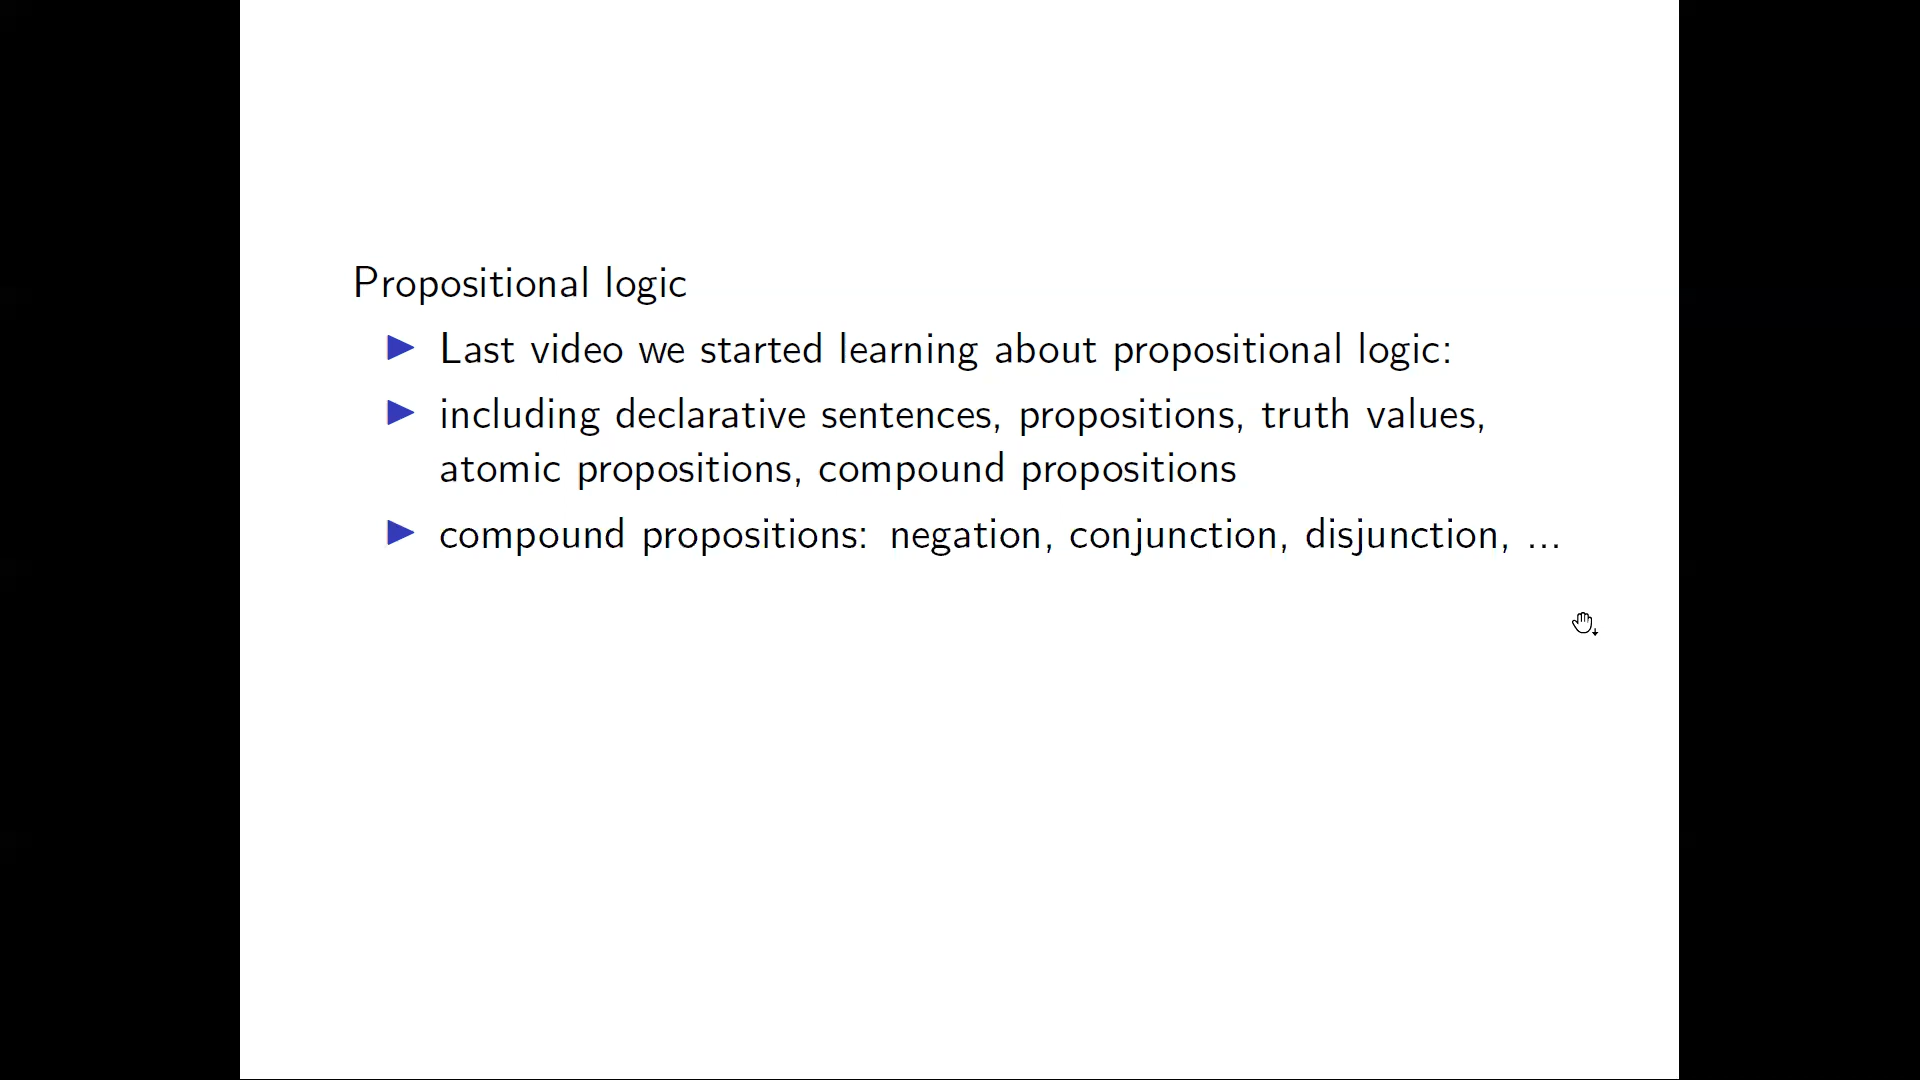 Propositional logic
Last video we started learning about propositional logic:
including declarative sentences, propositions, truth values,
atomic propositions, compound propositions
compound propositions: negation, conjunction, disjunction, ...